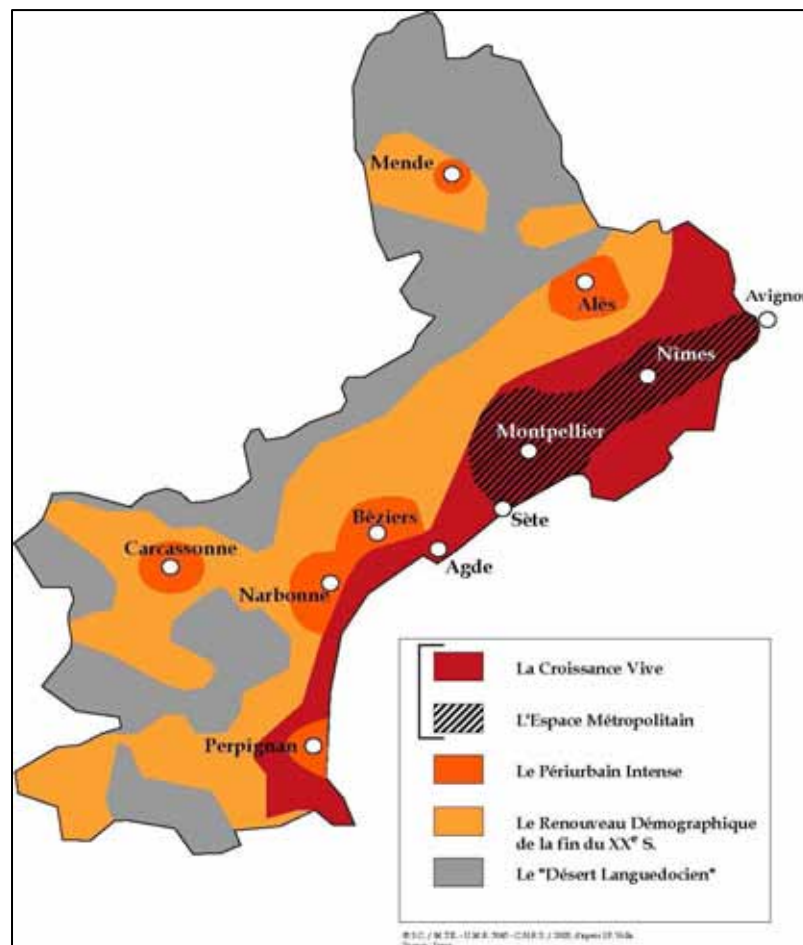 Mende
Alès
Avignon
Nîmes
Montpellier
Sète
Bèziers
Agde
Carcassonne
Narbonne
Perpignan
La Croissance Vive
L'Espace Métropolitain
Le Périurbain Intense
Le Renouveau Démographique
de la fin du XXe S.
Le "Désert Languedocien"